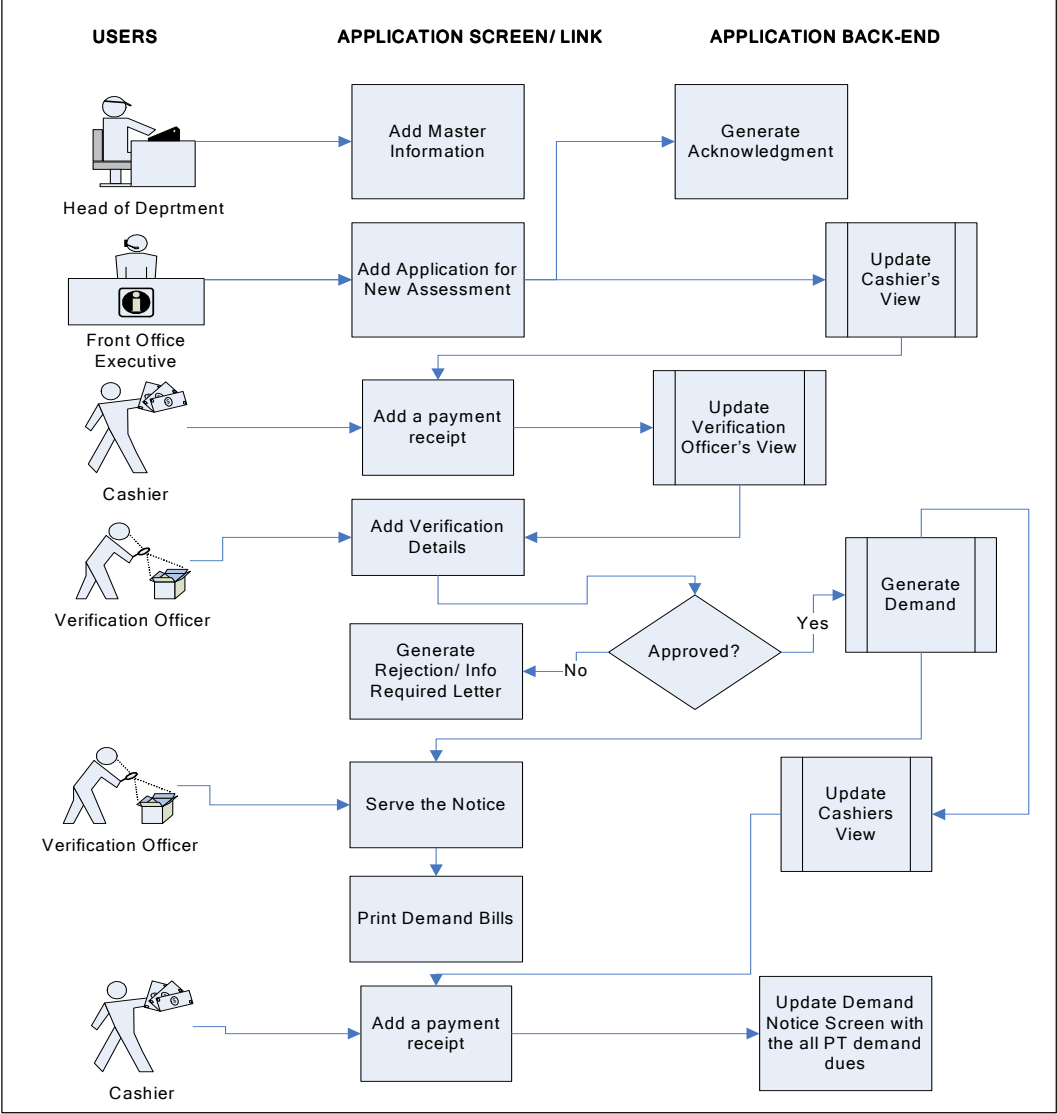 USERS
APPLICATION SCREEN/ LINK
APPLICATION BACK-END
Add Master
Information
Generate
Acknowledgment
Head of Deprtment
Add Application for
New Assessment
Update
Cashier's
View
Front Office
Executive
Add a payment
receipt
Update
Verification
Officer's View
Cashier
Add Verification
Details
Generate
Demand
Verification Officer
Approved?
Yes
No
Generate
Rejection/ Info
Required Letter
Serve the Notice
Update
Cashiers
View
Verification Officer
Print Demand Bills
Add a payment
receipt
Update Demand
Notice Screen with
the all PT demand
dues
Cashier